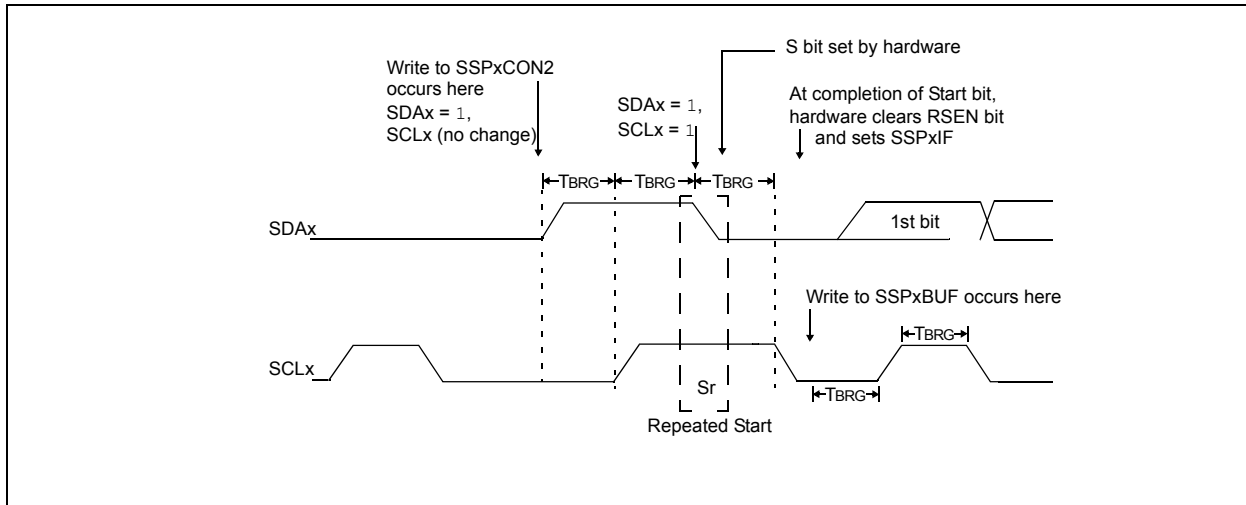 S bit set by hardware
Write to SSPxCON2
occurs here
SDAx = 1,
SCLx (no change)
SDAx = 1,
SCLx = 1
At completion of Start bit,
hardware clears RSEN bit
and sets SSPxIF
TBRG TBRG TBRG
SDAx
1st bit
Write to SSPxBUF occurs here
TBRG
SCLx
Sr
TBRG
Repeated Start